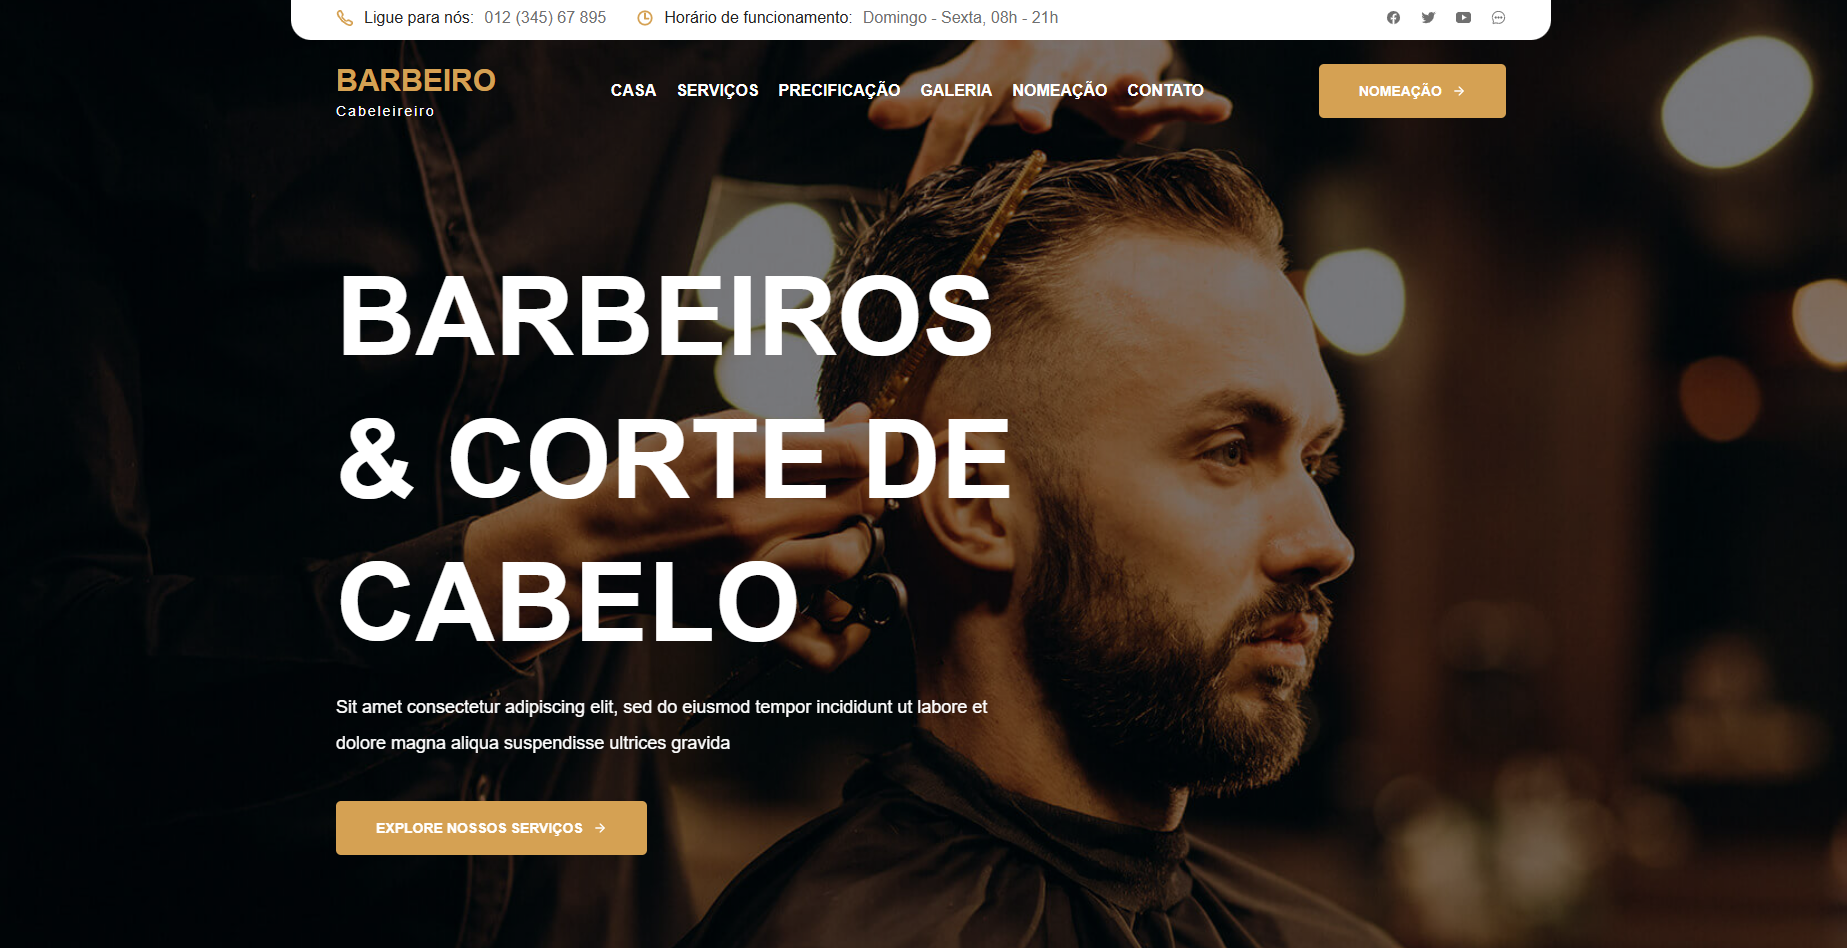 Ligue para nós: 012 (345) 67 895 Horário de funcionamento: Domingo - Sexta, 08h - 21h
BARBEIRO
Cabeleireiro
CASA SERVIÇOS PRECIFICAÇÃO GALERIA NOMEAÇÃO CONTATO
NOMEAÇÃO
BARBEIROS
& CORTE DE
CABELO
Sit amet consectetur adipiscing elit, sed do eiusmod tempor incididunt ut labore et
dolore magna aliqua suspendisse ultrices gravida
EXPLORE NOSSOS SERVIÇOS